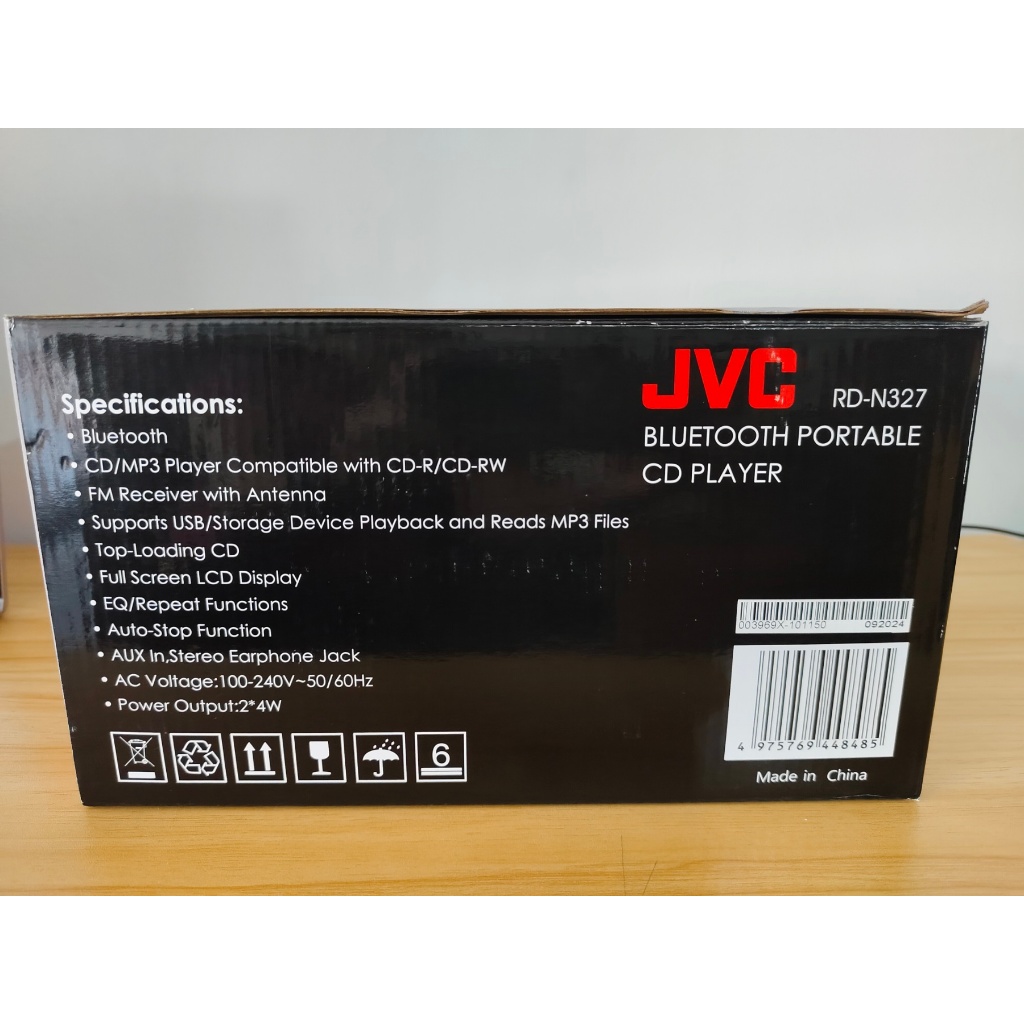 Specifications:
• Bluetooth
• CD/MP3 Player Compatible with CD-R/CD-RW
• FM Receiver with Antenna
• Supports USB/Storage Device Playback and Reads MP3 Files
• Top-Loading CD
• Full Screen LCD Display
• EQ/Repeat Functions
• Auto-Stop Function
• AUX In,Stereo Earphone Jack
• AC Voltage:100-240V~50/60Hz
• Power Output:2*4W
6
JVC RD-N327
BLUETOOTH PORTABLE
CD PLAYER
003969X-101150 092024
4 975769 448485
Made in China